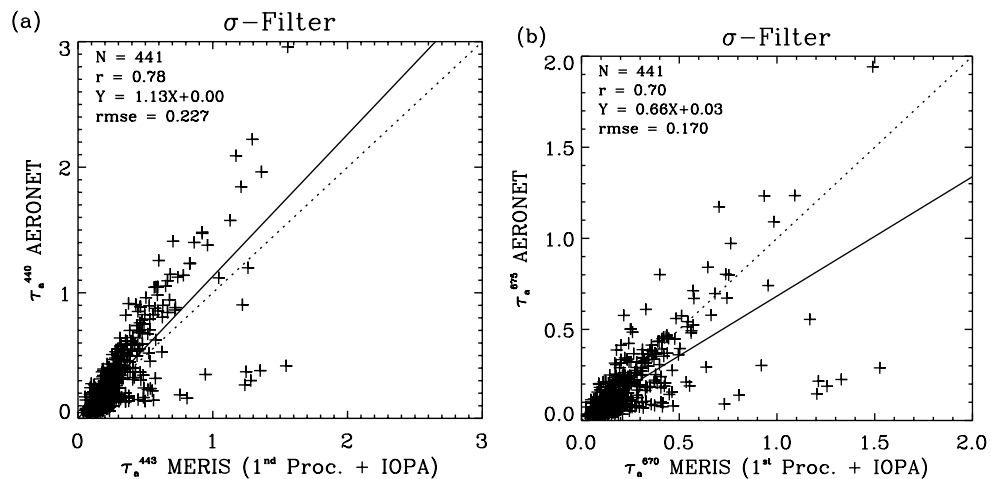 (a)
σ−Filter
N = 441
r = 0.78
Y = 1.13X+0.00
rmse = 0.227
3
2
1
0
τₐ⁴⁴⁰ AERONET
0 1 2 3
τₐ⁴⁴³ MERIS (1ⁿᵈ Proc. + IOPA)
(b)
σ−Filter
N = 441
r = 0.70
Y = 0.66X+0.03
rmse = 0.170
2.0
1.5
1.0
0.5
0.0
τₐ⁶⁷⁵ AERONET
0.0 0.5 1.0 1.5 2.0
τₐ⁶⁷⁰ MERIS (1ˢᵗ Proc. + IOPA)